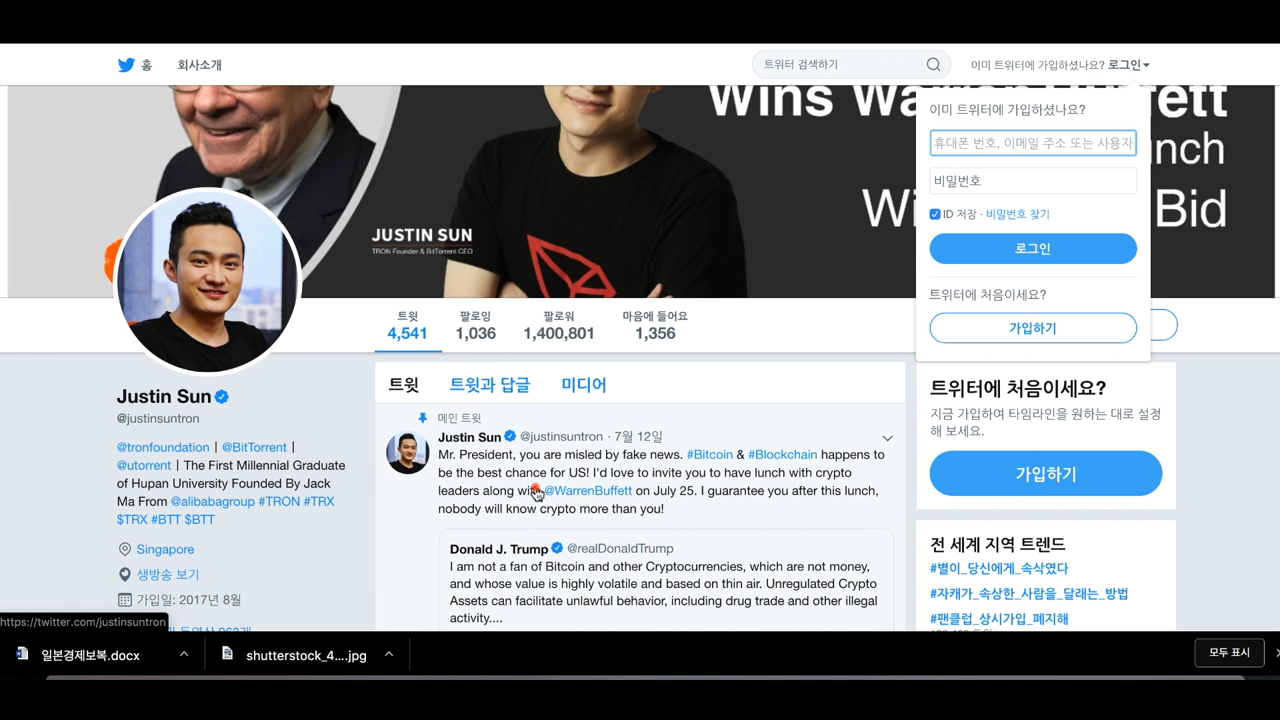 홈
회사소개
트위터 검색하기
이미 트위터에 가입하셨나요? 로그인
Wins Warren Buffett
Lunch
Bid
JUSTIN SUN
TRON Founder & BitTorrent CEO
이미 트위터에 가입하셨나요?
휴대폰 번호, 이메일 주소 또는 사용자
비밀번호
ID 저장 · 비밀번호 찾기
로그인
트위터에 처음이세요?
가입하기
트윗
4,541
팔로잉
1,036
팔로워
1,400,801
마음에 들어요
1,356
Justin Sun
@justinsuntron
@tronfoundation | @BitTorrent |
@utorrent | The First Millennial Graduate
of Hupan University Founded By Jack
Ma From @alibabagroup #TRON #TRX
$TRX #BTT $BTT
Singapore
생방송 보기
가입일: 2017년 8월
https://twitter.com/justinsuntron
트윗
트윗과 답글
미디어
메인 트윗
Justin Sun @justinsuntron · 7월 12일
Mr. President, you are misled by fake news. #Bitcoin & #Blockchain happens to
be the best chance for US! I'd love to invite you to have lunch with crypto
leaders along with @WarrenBuffett on July 25. I guarantee you after this lunch,
nobody will know crypto more than you!
Donald J. Trump @realDonaldTrump
I am not a fan of Bitcoin and other Cryptocurrencies, which are not money,
and whose value is highly volatile and based on thin air. Unregulated Crypto
Assets can facilitate unlawful behavior, including drug trade and other illegal
activity....
트위터에 처음이세요?
지금 가입하여 타임라인을 원하는 대로 설정
해 보세요.
가입하기
전 세계 지역 트렌드
#별이_당신에게_속삭였다
#자캐가_속상한_사람을_달래는_방법
#팬클럽_상시가입_폐지해
일본경제보복.docx
shutterstock_4....jpg
모두 표시